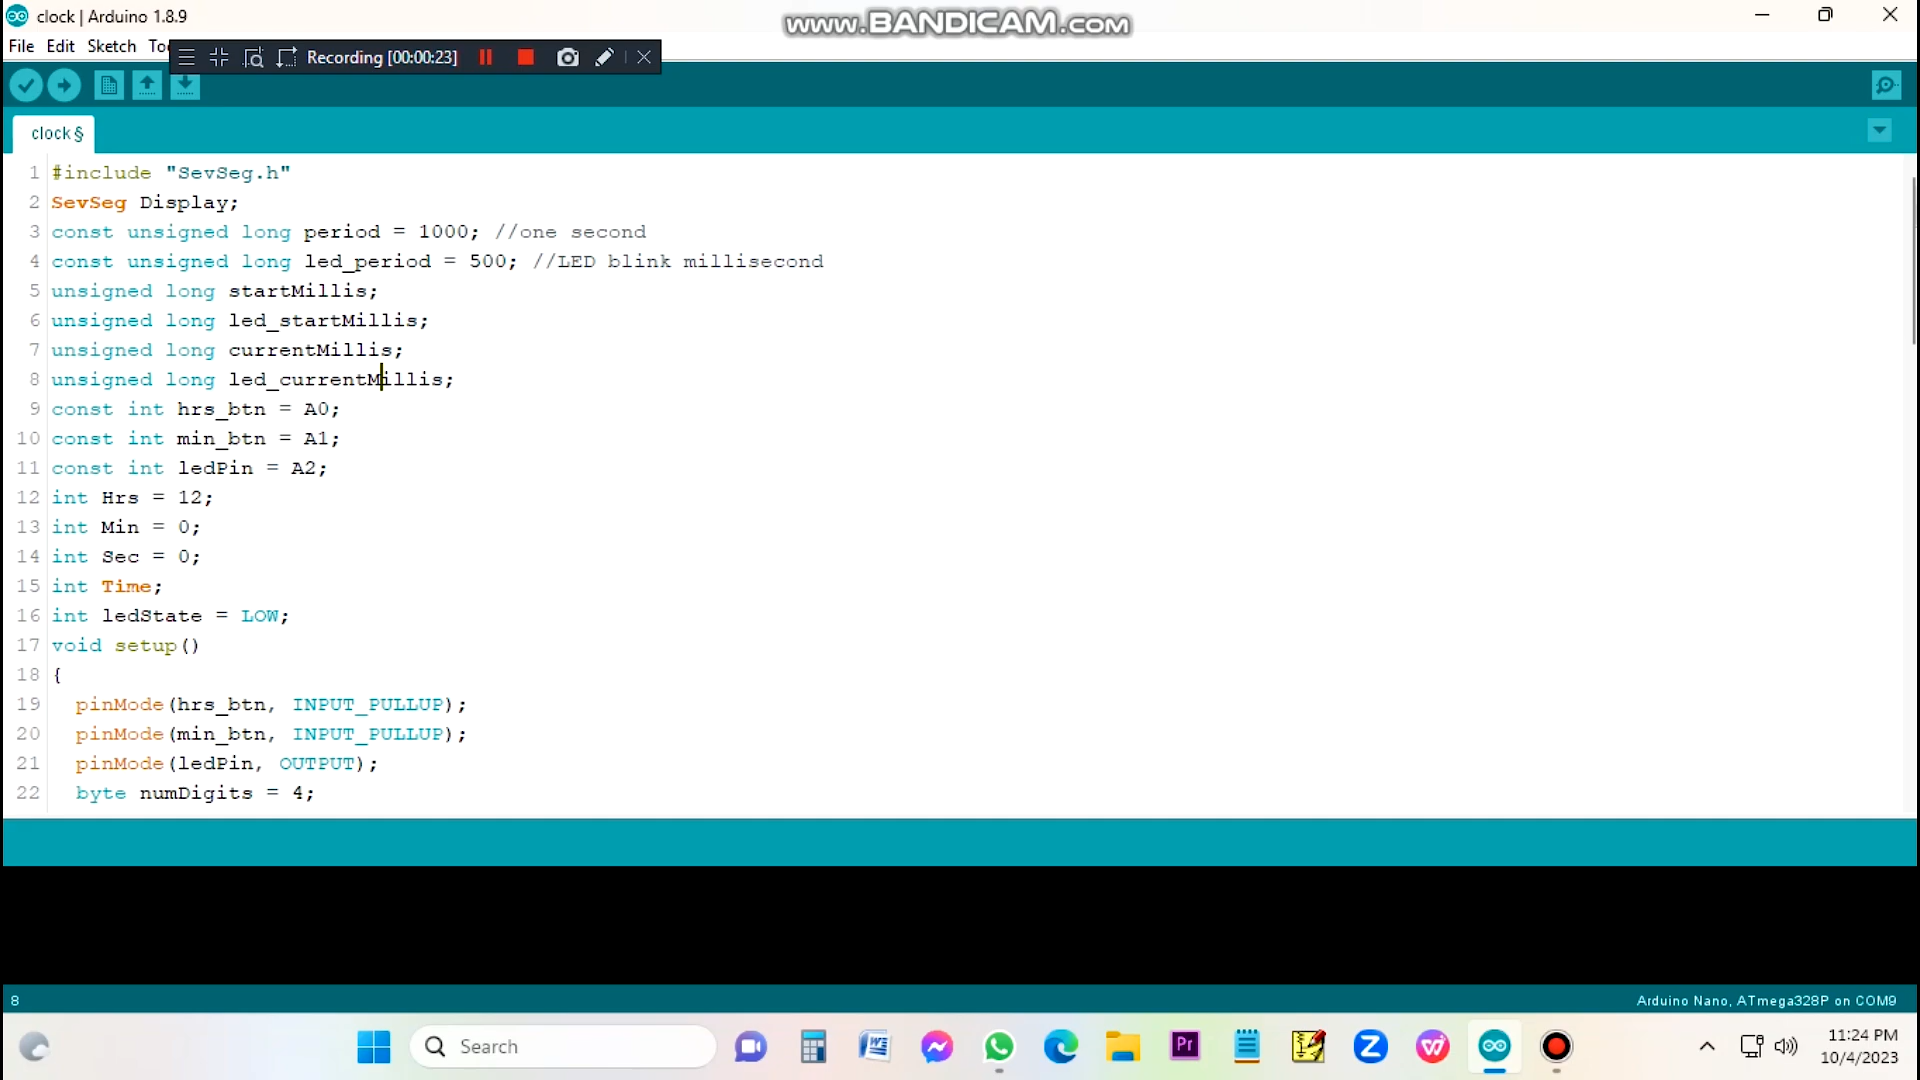 clock | Arduino 1.8.9
www.BANDICAM.com
File Edit Sketch To
Recording [00:00:23]
clock §
1 #include "SevSeg.h"
2 SevSeg Display;
3 const unsigned long period = 1000; //one second
4 const unsigned long led_period = 500; //LED blink millisecond
5 unsigned long startMillis;
6 unsigned long led_startMillis;
7 unsigned long currentMillis;
8 unsigned long led_currentMillis;
9 const int hrs_btn = A0;
10 const int min_btn = A1;
11 const int ledPin = A2;
12 int Hrs = 12;
13 int Min = 0;
14 int Sec = 0;
15 int Time;
16 int ledState = LOW;
17 void setup()
18 {
19 pinMode(hrs_btn, INPUT_PULLUP);
20 pinMode(min_btn, INPUT_PULLUP);
21 pinMode(ledPin, OUTPUT);
22 byte numDigits = 4;
8
Arduino Nano, ATmega328P on COM9
Search
Pr
11:24 PM
10/4/2023